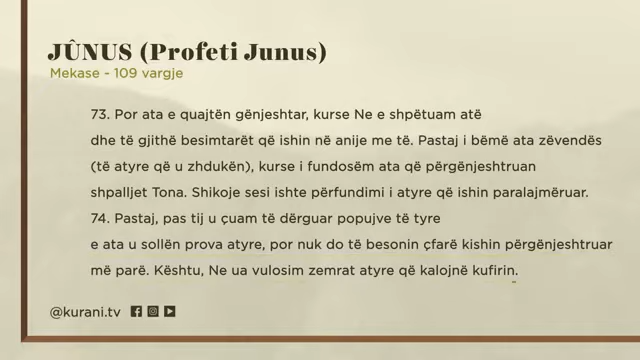 JÛNUS (Profeti Junus)
Mekase - 109 vargje
73. Por ata e quajtën gënjeshtar, kurse Ne e shpëtuam atë
dhe të gjithë besimtarët që ishin në anije me të. Pastaj i bëmë ata zëvendës
(të atyre që u zhdukën), kurse i fundosëm ata që përgënjeshtruan
shpalljet Tona. Shikoje sesi ishte përfundimi i atyre që ishin paralajmëruar.
74. Pastaj, pas tij u çuam të dërguar popujve të tyre
e ata u sollën prova atyre, por nuk do të besonin çfarë kishin përgënjeshtruar
më parë. Kështu, Ne ua vulosim zemrat atyre që kalojnë kufirin.
@kurani.tv